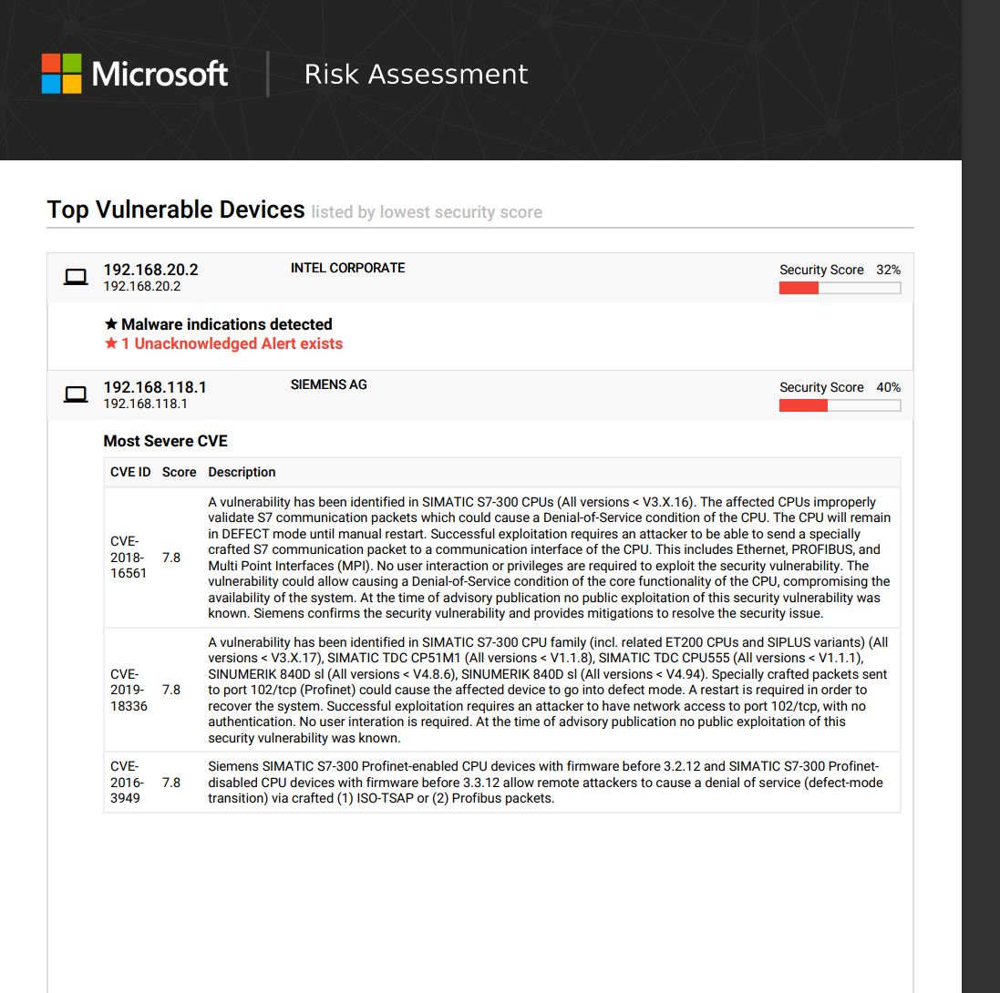 Microsoft | Risk Assessment
Top Vulnerable Devices listed by lowest security score
192.168.20.2 INTEL CORPORATE Security Score 32%
192.168.20.2
★ Malware indications detected
★ 1 Unacknowledged Alert exists
192.168.118.1 SIEMENS AG Security Score 40%
192.168.118.1
Most Severe CVE
CVE ID Score Description
CVE-
2018-
16561
7.8
A vulnerability has been identified in SIMATIC S7-300 CPUs (All versions < V3.X.16). The affected CPUs improperly
validate S7 communication packets which could cause a Denial-of-Service condition of the CPU. The CPU will remain
in DEFECT mode until manual restart. Successful exploitation requires an attacker to be able to send a specially
crafted S7 communication packet to a communication interface of the CPU. This includes Ethernet, PROFIBUS, and
Multi Point Interfaces (MPI). No user interaction or privileges are required to exploit the security vulnerability. The
vulnerability could allow causing a Denial-of-Service condition of the core functionality of the CPU, compromising the
availability of the system. At the time of advisory publication no public exploitation of this security vulnerability was
known. Siemens confirms the security vulnerability and provides mitigations to resolve the security issue.
CVE-
2019-
18336
7.8
A vulnerability has been identified in SIMATIC S7-300 CPU family (incl. related ET200 CPUs and SIPLUS variants) (All
versions < V3.X.17), SIMATIC TDC CP51M1 (All versions < V1.1.8), SIMATIC TDC CPU555 (All versions < V1.1.1),
SINUMERIK 840D sl (All versions < V4.8.6), SINUMERIK 840D sl (All versions < V4.94). Specially crafted packets sent
to port 102/tcp (Profinet) could cause the affected device to go into defect mode. A restart is required in order to
recover the system. Successful exploitation requires an attacker to have network access to port 102/tcp, with no
authentication. No user interation is required. At the time of advisory publication no public exploitation of this
security vulnerability was known.
CVE-
2016-
3949
7.8
Siemens SIMATIC S7-300 Profinet-enabled CPU devices with firmware before 3.2.12 and SIMATIC S7-300 Profinet-
disabled CPU devices with firmware before 3.3.12 allow remote attackers to cause a denial of service (defect-mode
transition) via crafted (1) ISO-TSAP or (2) Profibus packets.